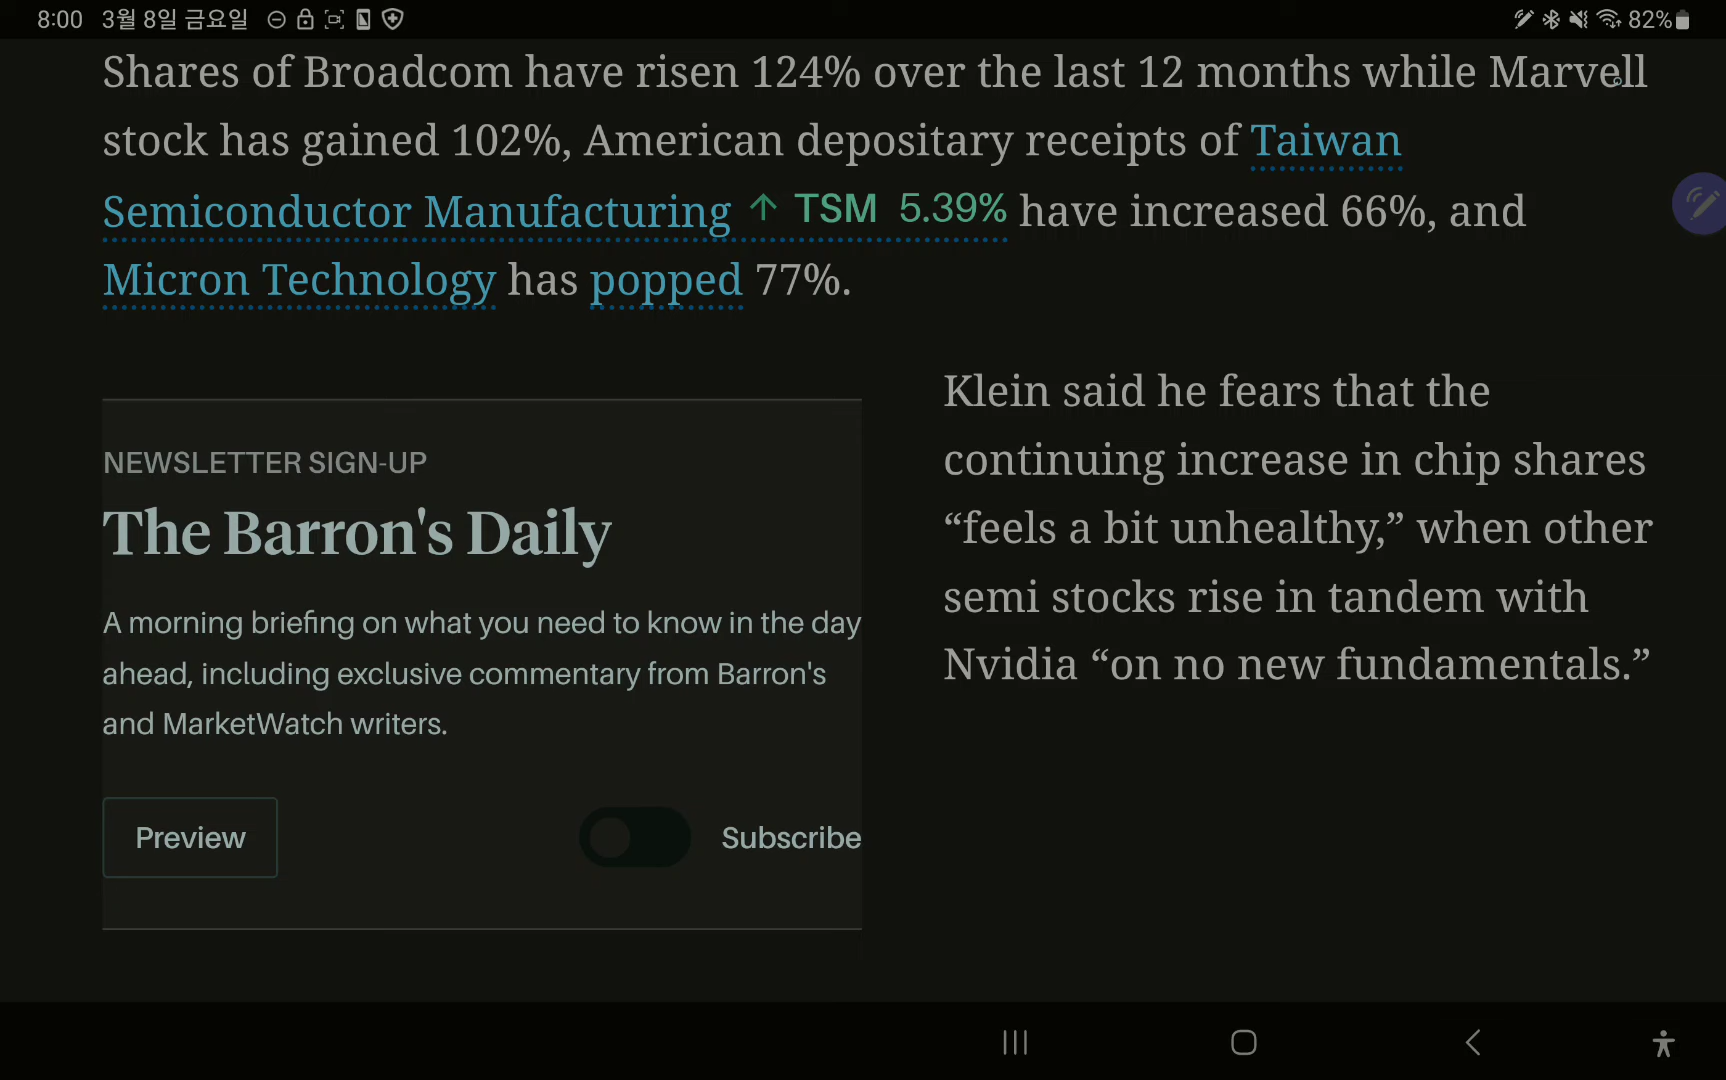 8:00 3월 8일 금요일
82%
Shares of Broadcom have risen 124% over the last 12 months while Marvell
stock has gained 102%, American depositary receipts of Taiwan
Semiconductor Manufacturing ↑ TSM 5.39% have increased 66%, and
Micron Technology has popped 77%.
NEWSLETTER SIGN-UP
The Barron's Daily
A morning briefing on what you need to know in the day
ahead, including exclusive commentary from Barron's
and MarketWatch writers.
Preview
Subscribe
Klein said he fears that the
continuing increase in chip shares
“feels a bit unhealthy,” when other
semi stocks rise in tandem with
Nvidia “on no new fundamentals.”